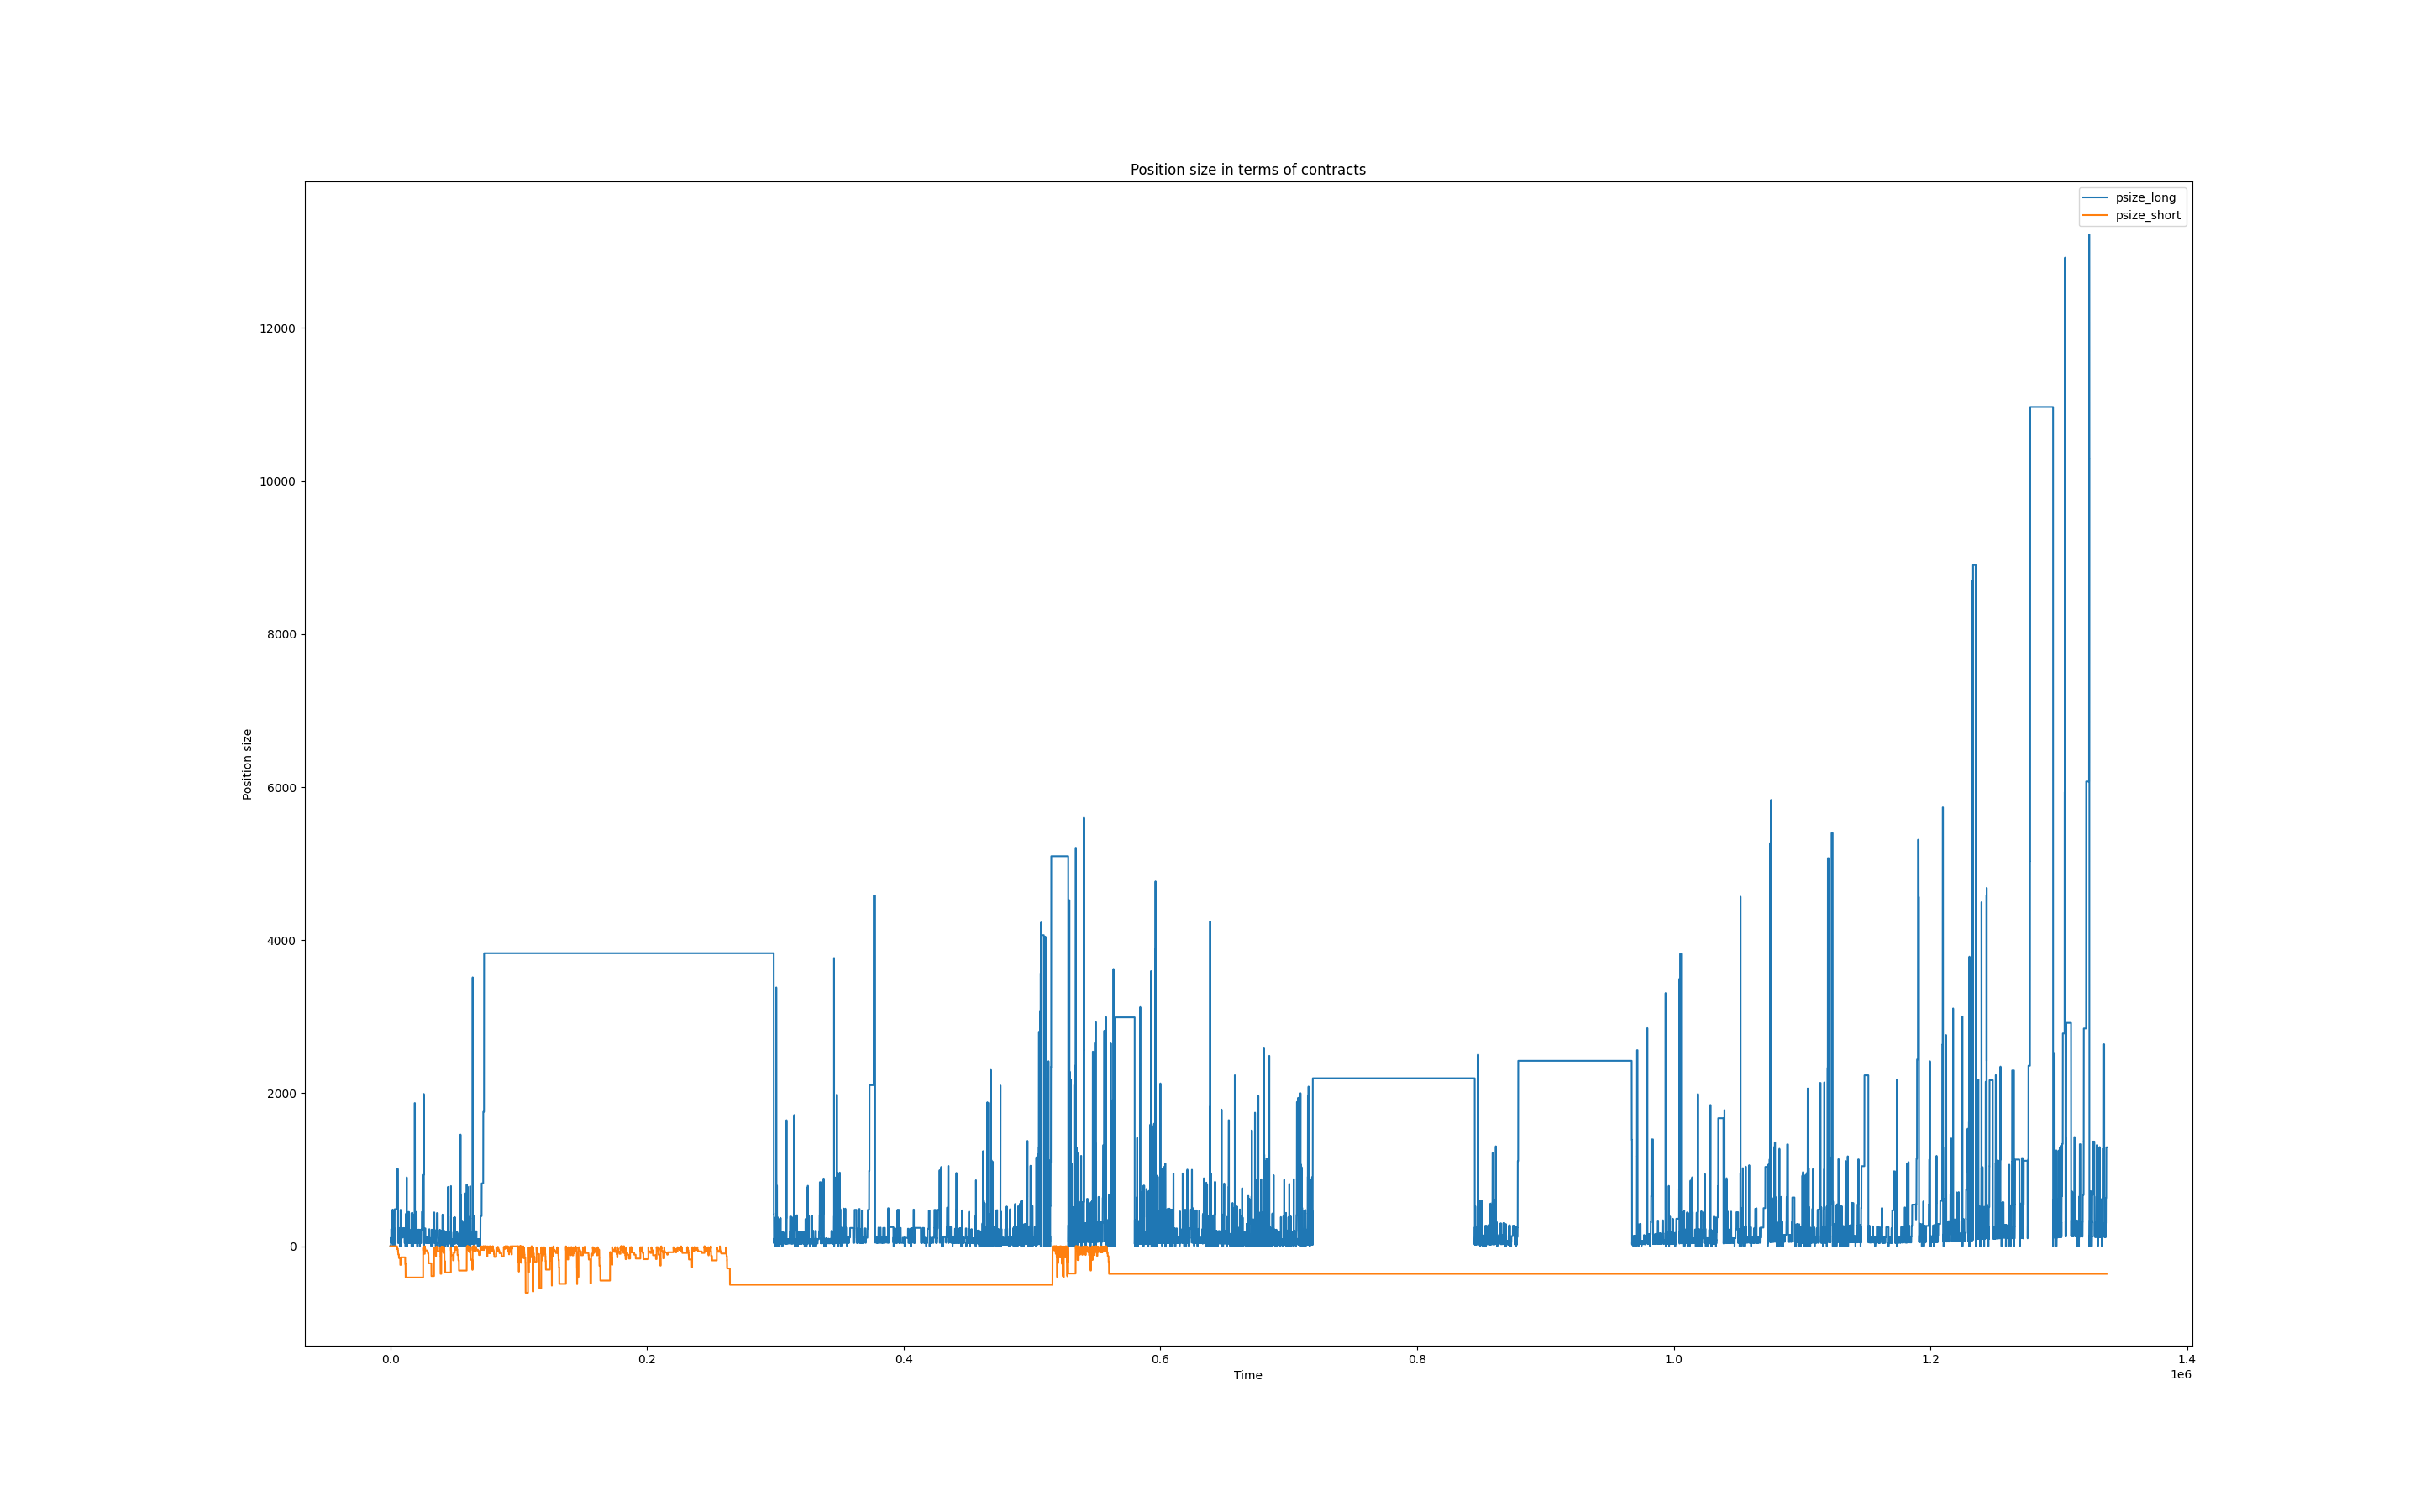 Position size in terms of contracts
psize_long
psize_short
12000
10000
8000
6000
4000
2000
0
Position size
0.0 0.2 0.4 0.6 0.8 1.0 1.2 1.4
Time
1e6